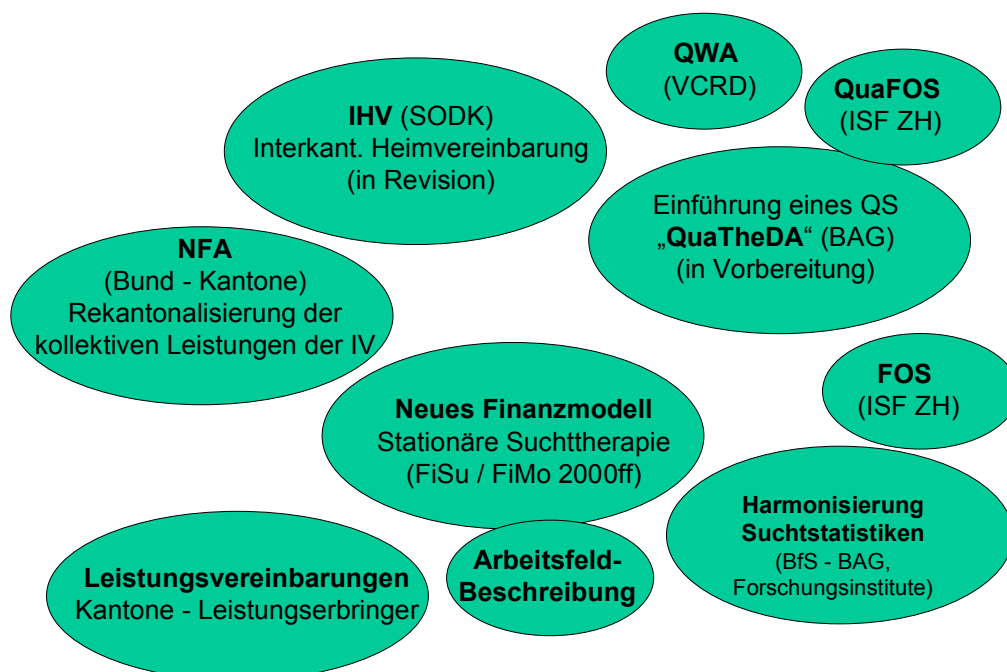 QWA
(VCRD)
QuaFOS
(ISF ZH)
IHV (SODK)
Interkant. Heimvereinbarung
(in Revision)
Einführung eines QS
„QuaTheDA“ (BAG)
(in Vorbereitung)
NFA
(Bund - Kantone)
Rekantonalisierung der
kollektiven Leistungen der IV
FOS
(ISF ZH)
Neues Finanzmodell
Stationäre Suchttherapie
(FiSu / FiMo 2000ff)
Harmonisierung
Suchtstatistiken
(BfS - BAG,
Forschungsinstitute)
Arbeitsfeld-
Beschreibung
Leistungsvereinbarungen
Kantone - Leistungserbringer